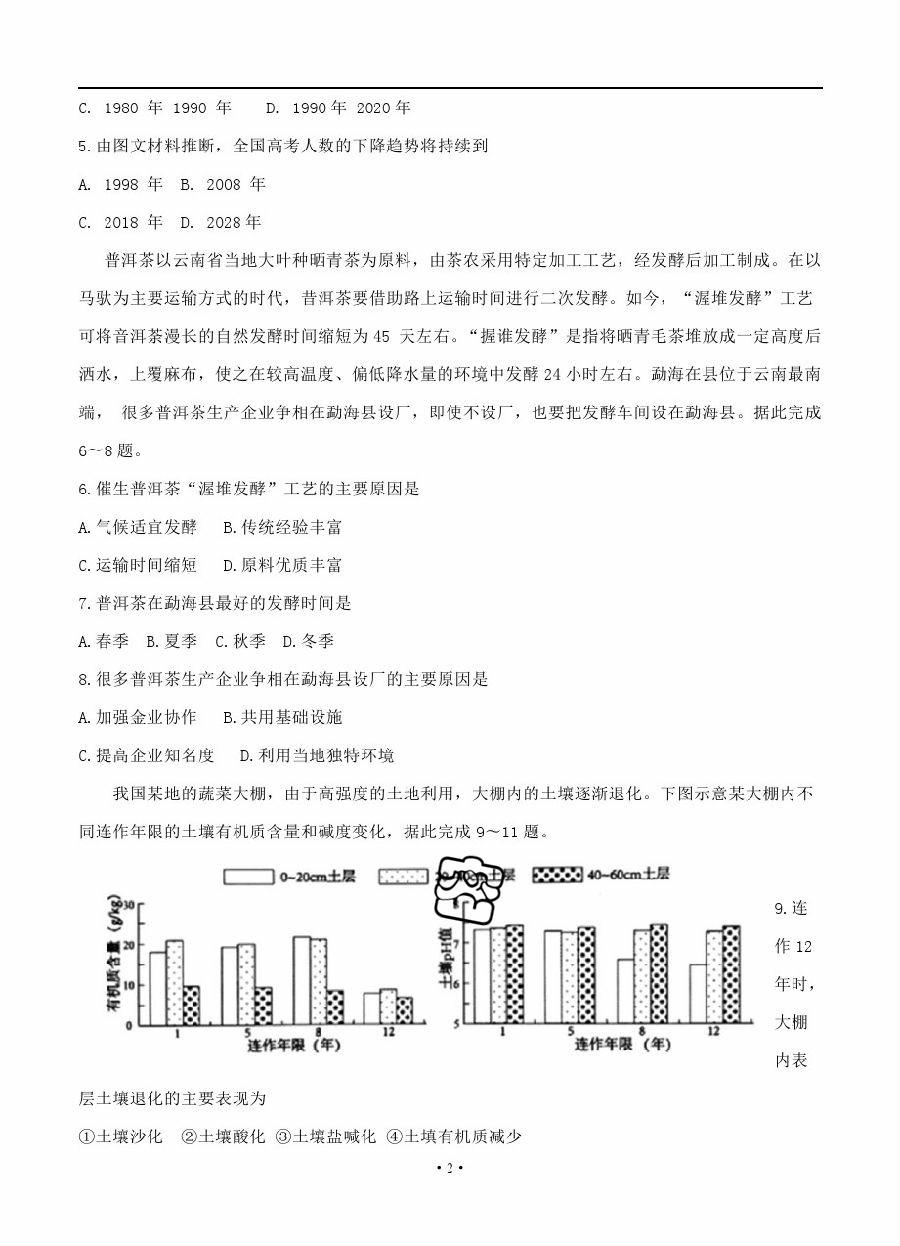 C. 1980 年 1990 年 D. 1990年 2020年
5.由图文材料推断，全国高考人数的下降趋势将持续到
A. 1998 年 B. 2008 年
C. 2018 年 D. 2028年
普洱茶以云南省当地大叶种晒青茶为原料，由茶农采用特定加工工艺，经发酵后加工制成。在以
马驮为主要运输方式的时代，昔洱茶要借助路上运输时间进行二次发酵。如今，“渥堆发酵”工艺
可将音洱荼漫长的自然发酵时间缩短为45 天左右。“握谁发酵”是指将晒青毛茶堆放成一定高度后
洒水，上覆麻布，使之在较高温度、偏低降水量的环境中发酵24小时左右。勐海在县位于云南最南
端， 很多普洱茶生产企业争相在勐海县设厂，即使不设厂，也要把发酵车间设在勐海县。据此完成
6--8题。
6.催生普洱茶“渥堆发酵”工艺的主要原因是
A.气候适宜发酵 B.传统经验丰富
C.运输时间缩短 D.原料优质丰富
7.普洱茶在勐海县最好的发酵时间是
A.春季 B.夏季 C.秋季 D.冬季
8.很多普洱茶生产企业争相在勐海县设厂的主要原因是
A.加强金业协作 B.共用基础设施
C.提高企业知名度 D.利用当地独特环境
我国某地的蔬菜大棚，由于高强度的土地利用，大棚内的土壤逐渐退化。下图示意某大棚内不
同连作年限的土壤有机质含量和碱度变化，据此完成9～11题。
0~20cm土层 土层 40~60cm土层
有机质含量（g/kg）
30
20
10
0
1 5 8 12
连作年限（年）
土壤pH值
8
7
6
5
1 5 8 12
连作年限（年）
9.连
作12
年时，
大棚
内表
层土壤退化的主要表现为
①土壤沙化 ②土壤酸化 ③土壤盐碱化 ④土填有机质减少
·2·